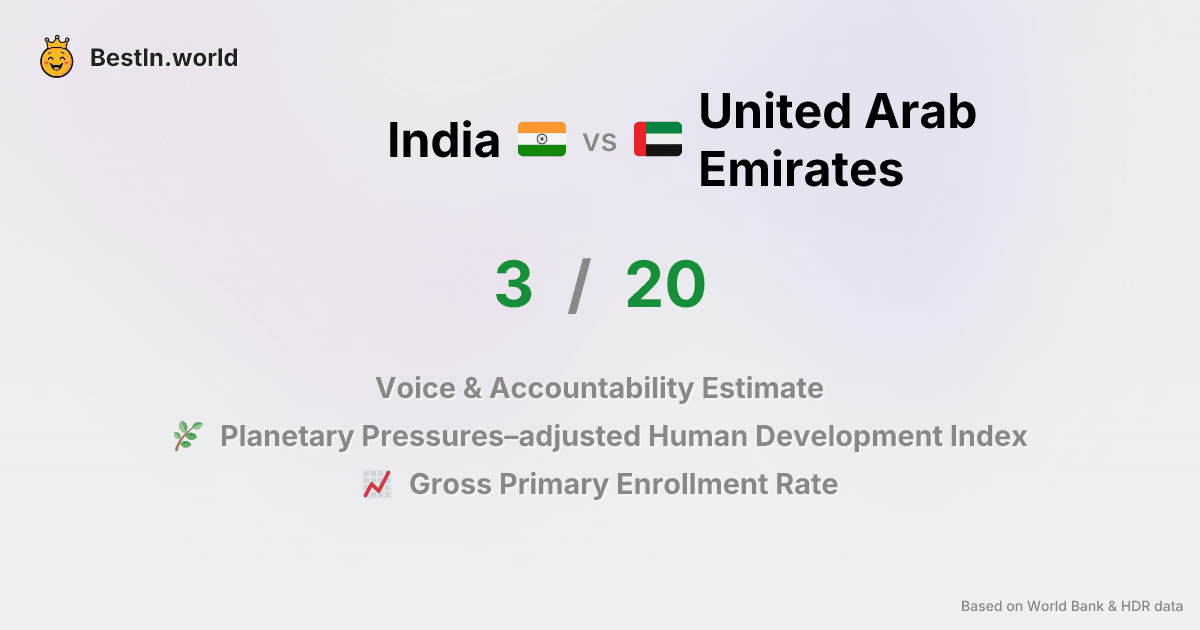 BestIn.world
India vs United Arab Emirates
3 / 20
Voice & Accountability Estimate
Planetary Pressures–adjusted Human Development Index
Gross Primary Enrollment Rate
Based on World Bank & HDR data